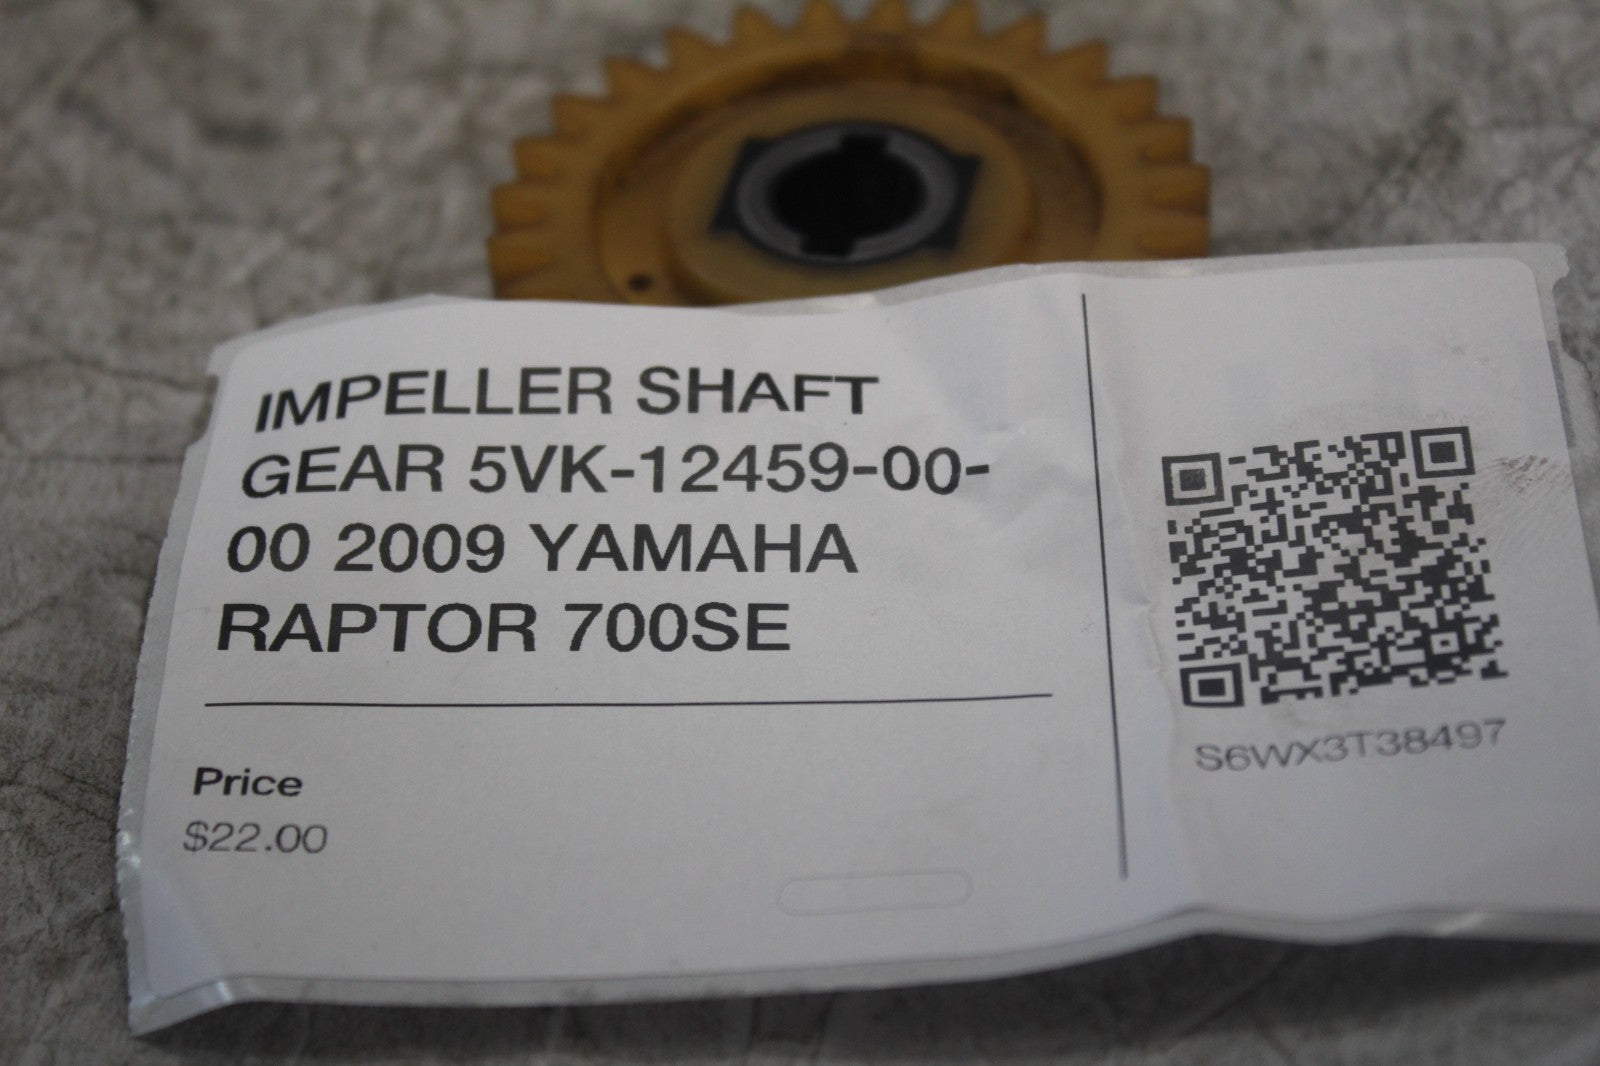 IMPELLER SHAFT
GEAR 5VK-12459-00-
00 2009 YAMAHA
RAPTOR 700SE
Price
$22.00
S6WX3T38497